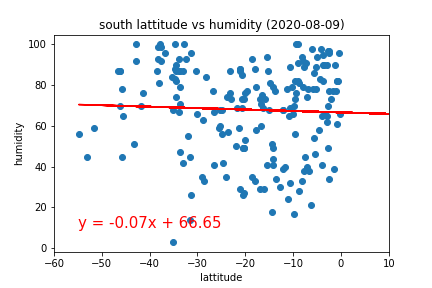 south lattitude vs humidity (2020-08-09)
100
80
60
40
20
0
humidity
y = -0.07x + 66.65
−60 −50 −40 −30 −20 −10 0 10
lattitude